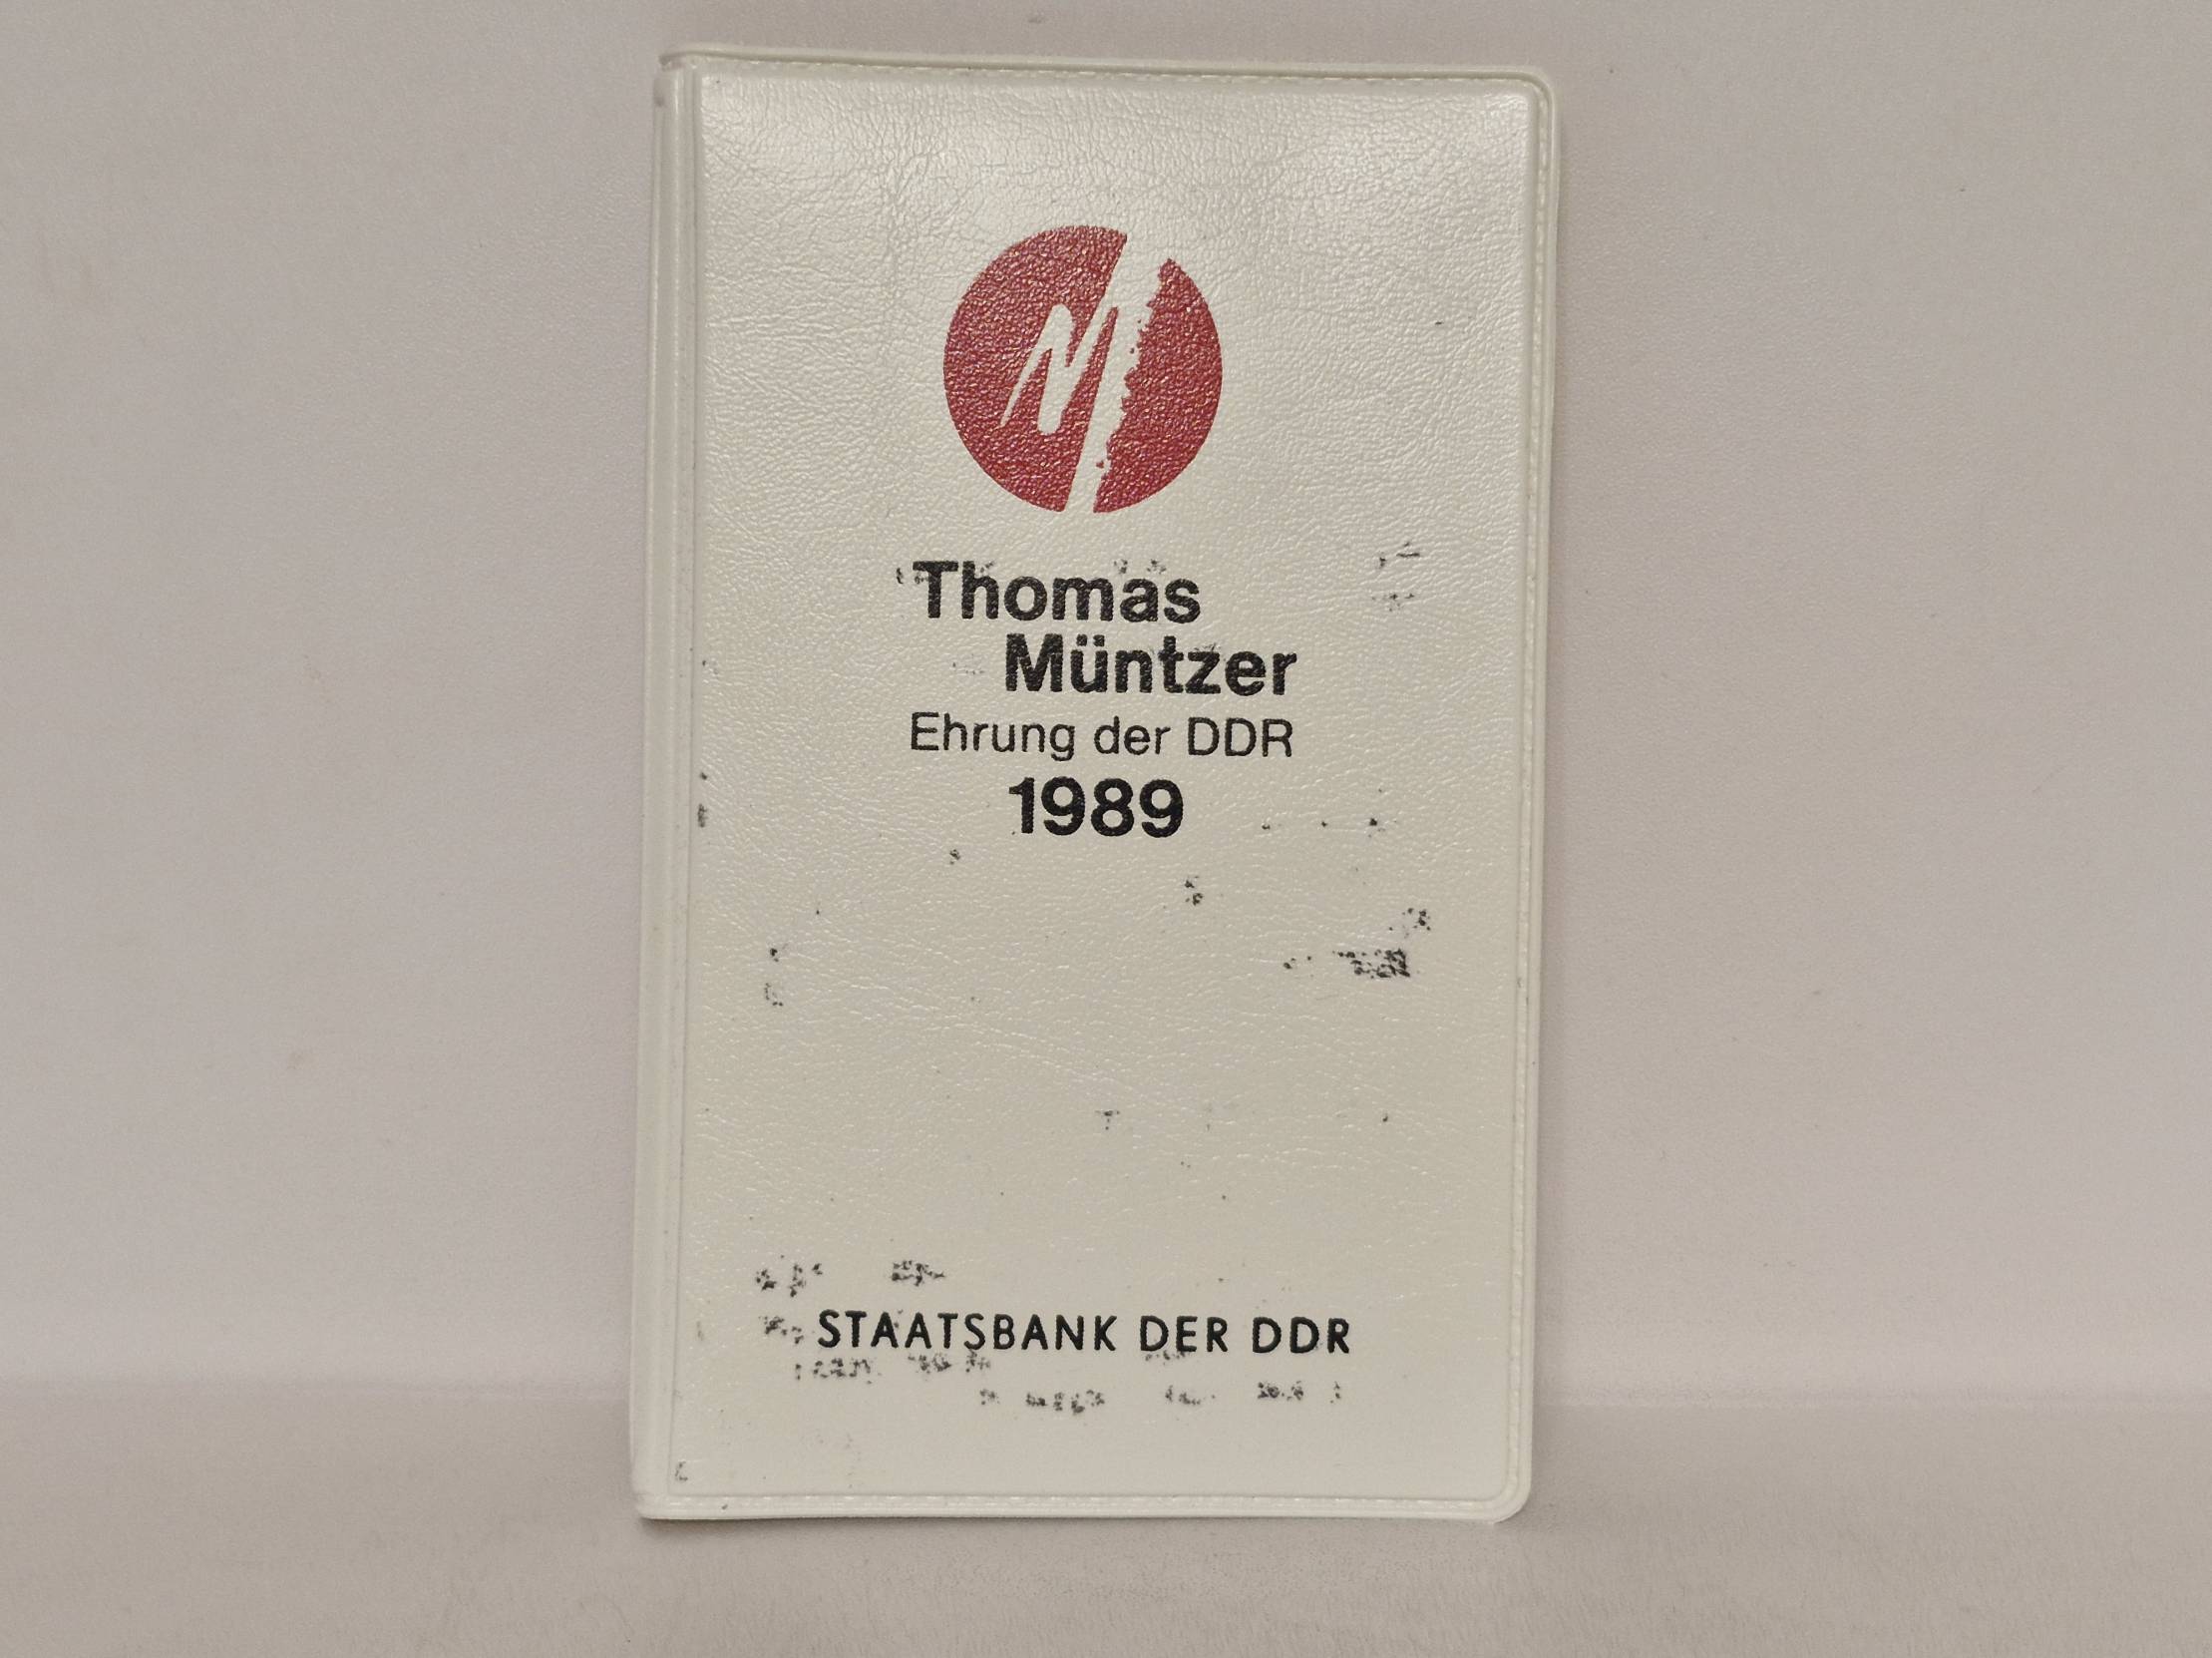 Thomas
Müntzer
Ehrung der DDR
1989
STAATSBANK DER DDR